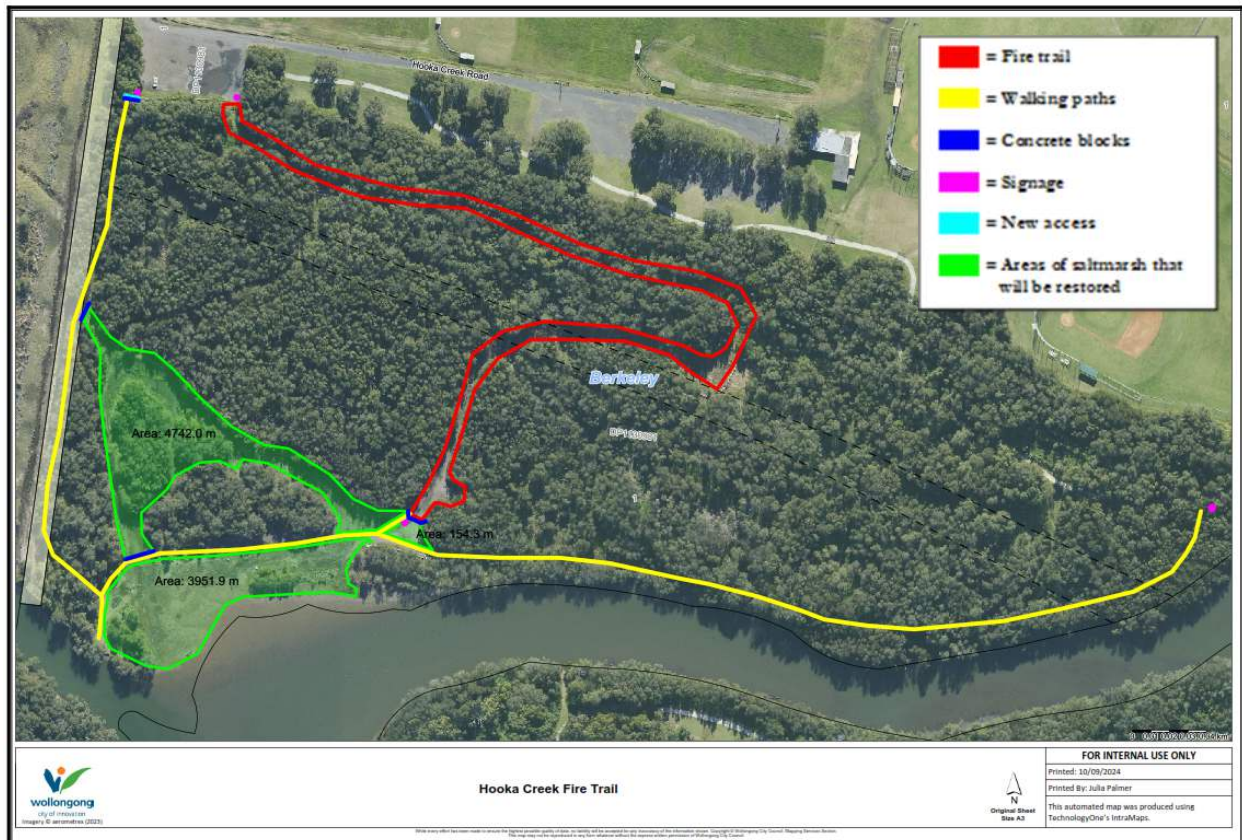 Hooka Creek Road
= Fire trail
= Walking paths
= Concrete blocks
= Signage
= New access
= Areas of saltmarsh that
will be restored
Berkeley
1
Area: 4742.0 m
Area: 154.3 m
Area: 3951.9 m
wollongong
city of innovation
Imagery © aerometrex (2023)
Hooka Creek Fire Trail
N
Original Sheet
Size A3
FOR INTERNAL USE ONLY
Printed: 10/09/2024
Printed By: Julia Palmer
This automated map was produced using
TechnologyOne's IntraMaps.